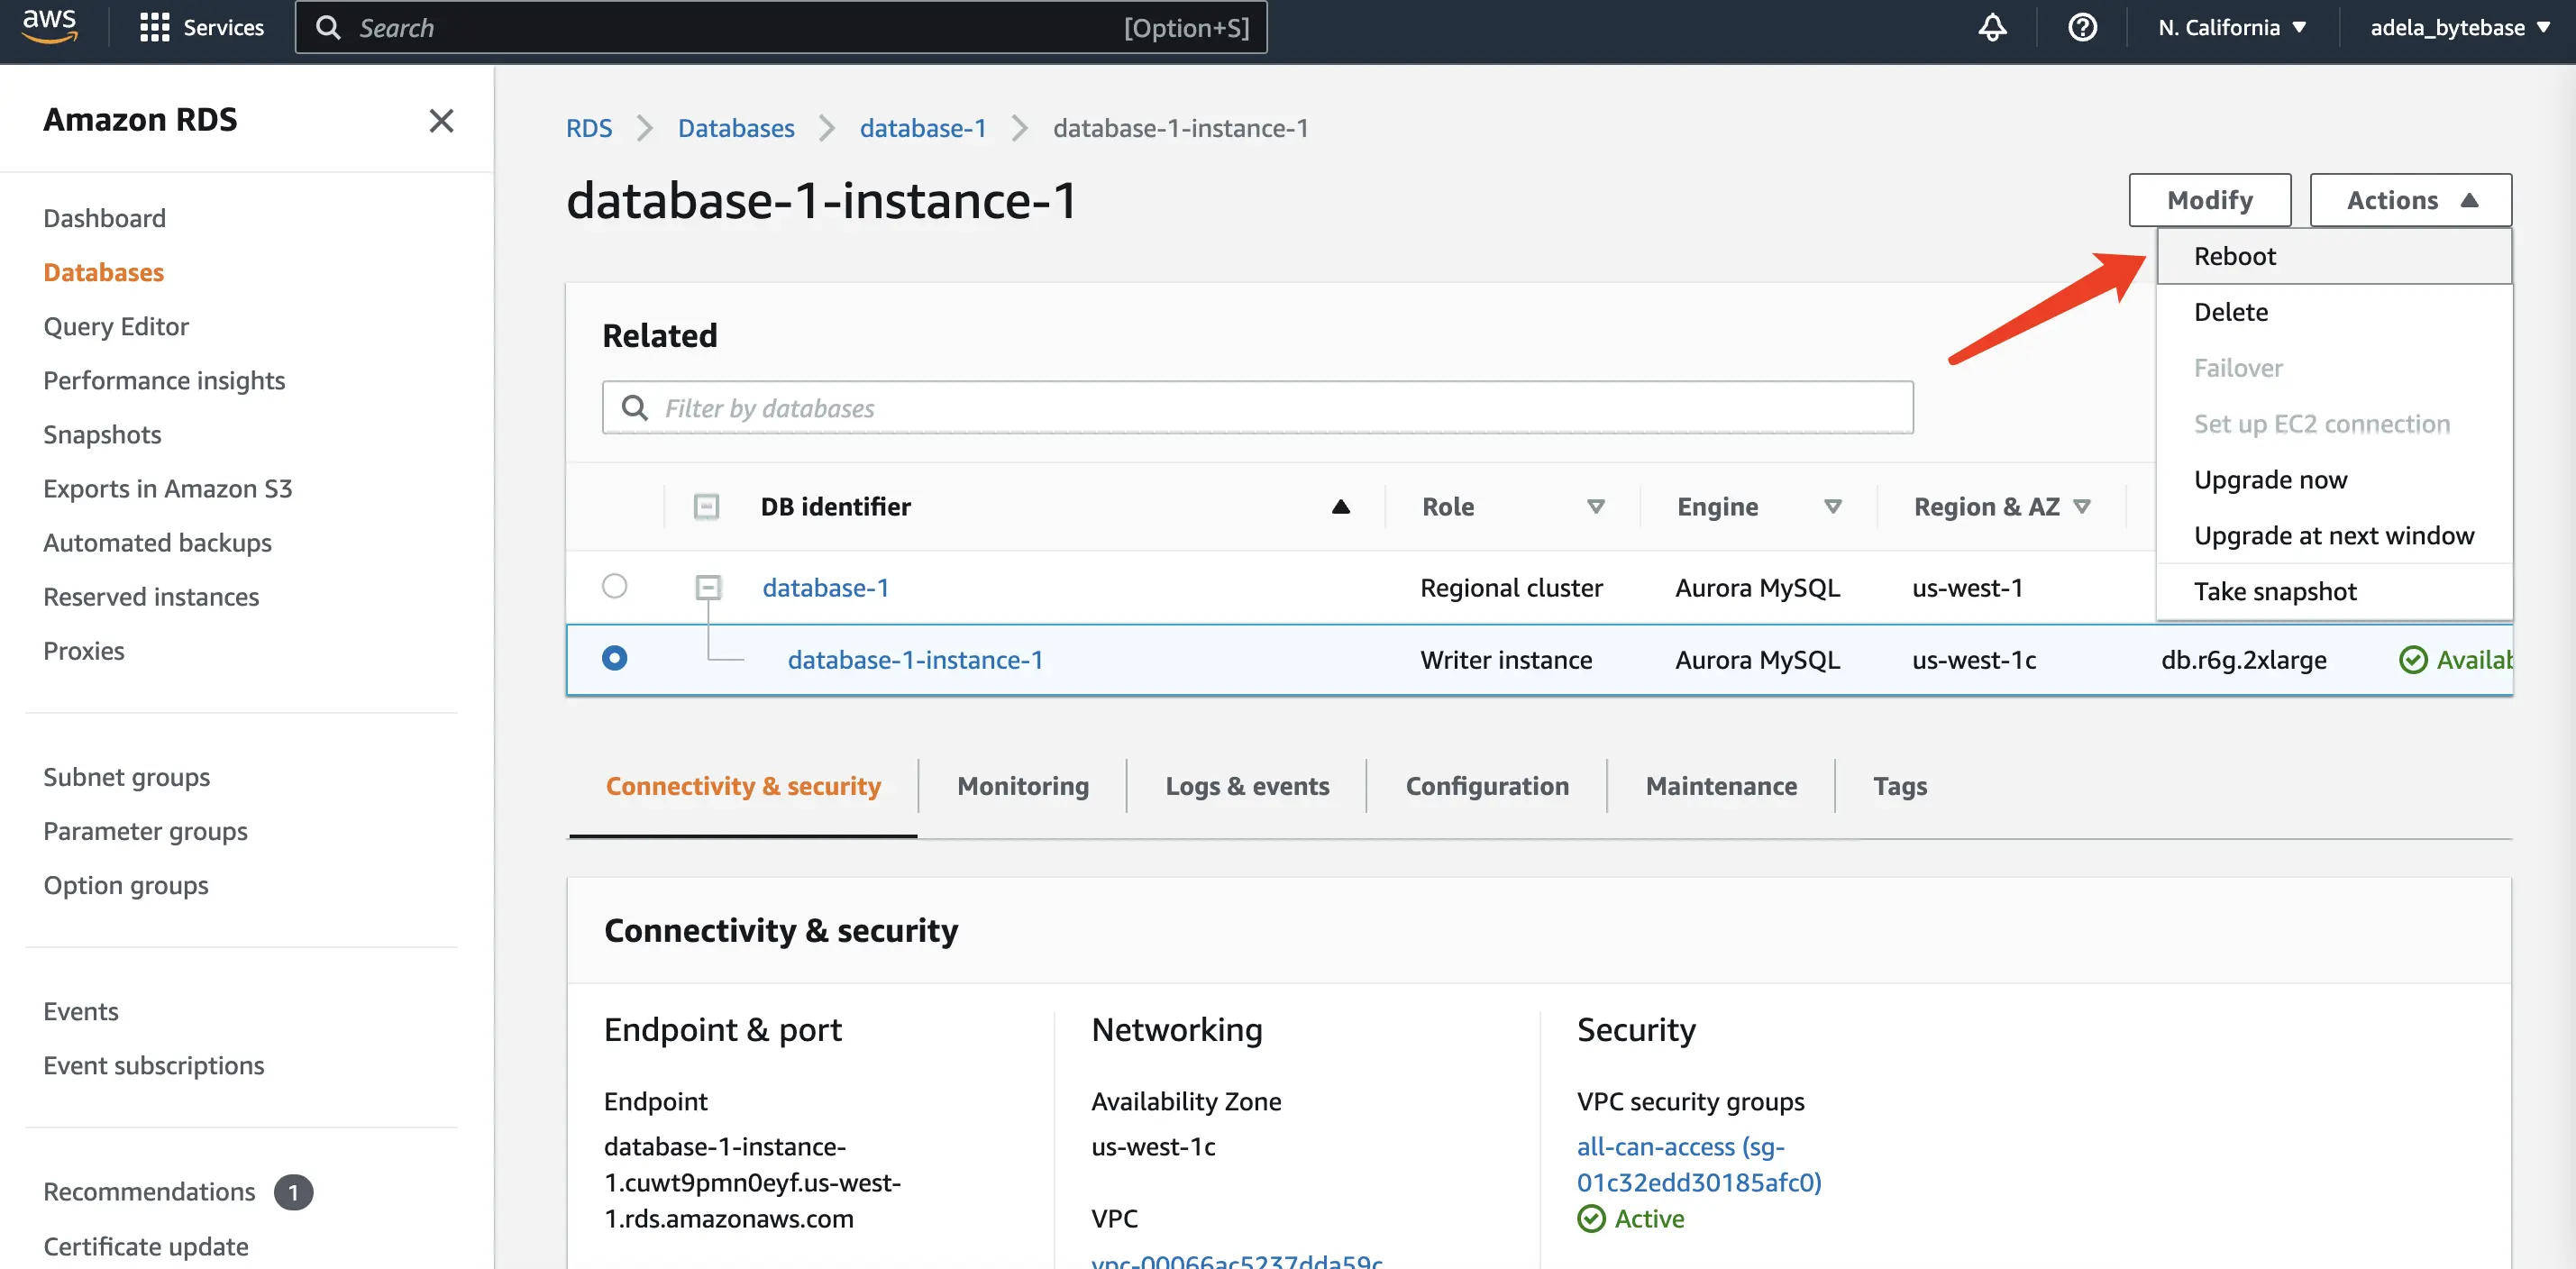 aws
Services
Search
[Option+S]
N. California
adela_bytebase
Amazon RDS
Dashboard
Databases
Query Editor
Performance insights
Snapshots
Exports in Amazon S3
Automated backups
Reserved instances
Proxies
Subnet groups
Parameter groups
Option groups
Events
Event subscriptions
Recommendations 1
Certificate update
RDS > Databases > database-1 > database-1-instance-1
database-1-instance-1
Modify
Actions
Reboot
Delete
Failover
Set up EC2 connection
Upgrade now
Upgrade at next window
Take snapshot
Related
Filter by databases
DB identifier Role Engine Region & AZ
database-1 Regional cluster Aurora MySQL us-west-1
database-1-instance-1 Writer instance Aurora MySQL us-west-1c db.r6g.2xlarge Availab
Connectivity & security
Monitoring
Logs & events
Configuration
Maintenance
Tags
Connectivity & security
Endpoint & port
Endpoint
database-1-instance-
1.cuwt9pmn0eyf.us-west-
1.rds.amazonaws.com
Networking
Availability Zone
us-west-1c
VPC
vpc-00066ac5237dda59c
Security
VPC security groups
all-can-access (sg-
01c32edd30185afc0)
Active